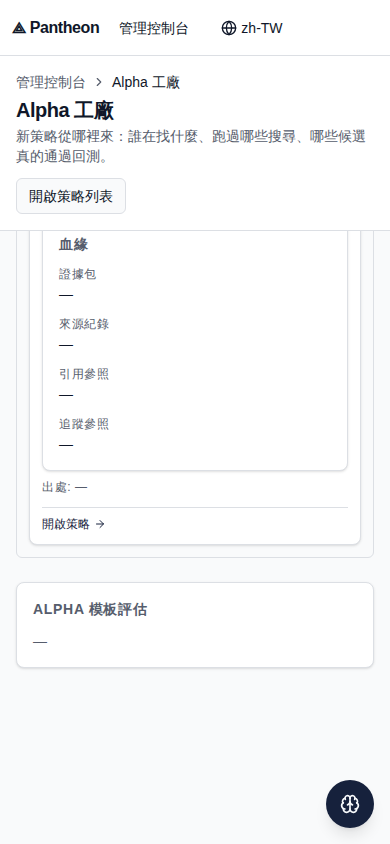 Pantheon 管理控制台 zh-TW
管理控制台 > Alpha 工廠
Alpha 工廠
新策略從哪裡來：誰在找什麼、跑過哪些搜尋、哪些候選
真的通過回測。
開啟策略列表
血緣
證據包
—
來源紀錄
—
引用參照
—
追蹤參照
—
出處: —
開啟策略 →
ALPHA 模板評估
—